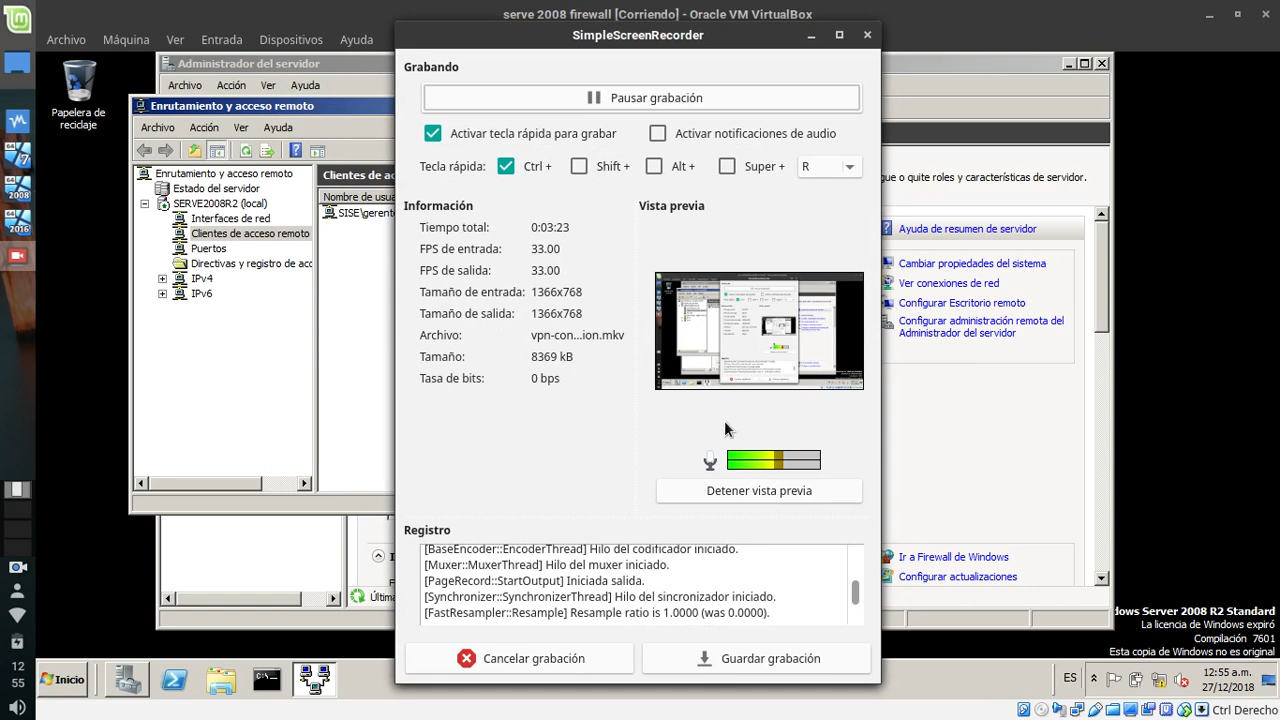 serve 2008 firewall [Corriendo] - Oracle VM VirtualBox
Archivo Máquina Ver Entrada Dispositivos Ayuda
SimpleScreenRecorder
Grabando
Pausar grabación
Activar tecla rápida para grabar
Activar notificaciones de audio
Tecla rápida: Ctrl + Shift + Alt + Super + R
Información
Tiempo total: 0:03:23
FPS de entrada: 33.00
FPS de salida: 33.00
Tamaño de entrada: 1366x768
Tamaño de salida: 1366x768
Archivo: vpn-con...ion.mkv
Tamaño: 8369 kB
Tasa de bits: 0 bps
Vista previa
Detener vista previa
Registro
[BaseEncoder::EncoderThread] Hilo del codificador iniciado.
[Muxer::MuxerThread] Hilo del muxer iniciado.
[PageRecord::StartOutput] Iniciada salida.
[Synchronizer::SynchronizerThread] Hilo del sincronizador iniciado.
[FastResampler::Resample] Resample ratio is 1.0000 (was 0.0000).
Cancelar grabación
Guardar grabación
Papelera de
reciclaje
Administrador del servidor
Archivo Acción Ver Ayuda
Enrutamiento y acceso remoto
Archivo Acción Ver Ayuda
Enrutamiento y acceso remoto
Estado del servidor
SERVE2008R2 (local)
Interfaces de red
Clientes de acceso remoto
Puertos
Directivas y registro de acc
IPv4
IPv6
Clientes de ac
Nombre de usua
SISE\gerent
gue o quite roles y características de servidor.
Ayuda de resumen de servidor
Cambiar propiedades del sistema
Ver conexiones de red
Configurar Escritorio remoto
Configurar administración remota del
Administrador del servidor
Ir a Firewall de Windows
Configurar actualizaciones
Última
dows Server 2008 R2 Standard
La licencia de Windows expiró
Compilación 7601
Esta copia de Windows no es original
64 7
64 2008
64 2016
12
55
Inicio
ES
12:55 a.m.
27/12/2018
Ctrl Derecho